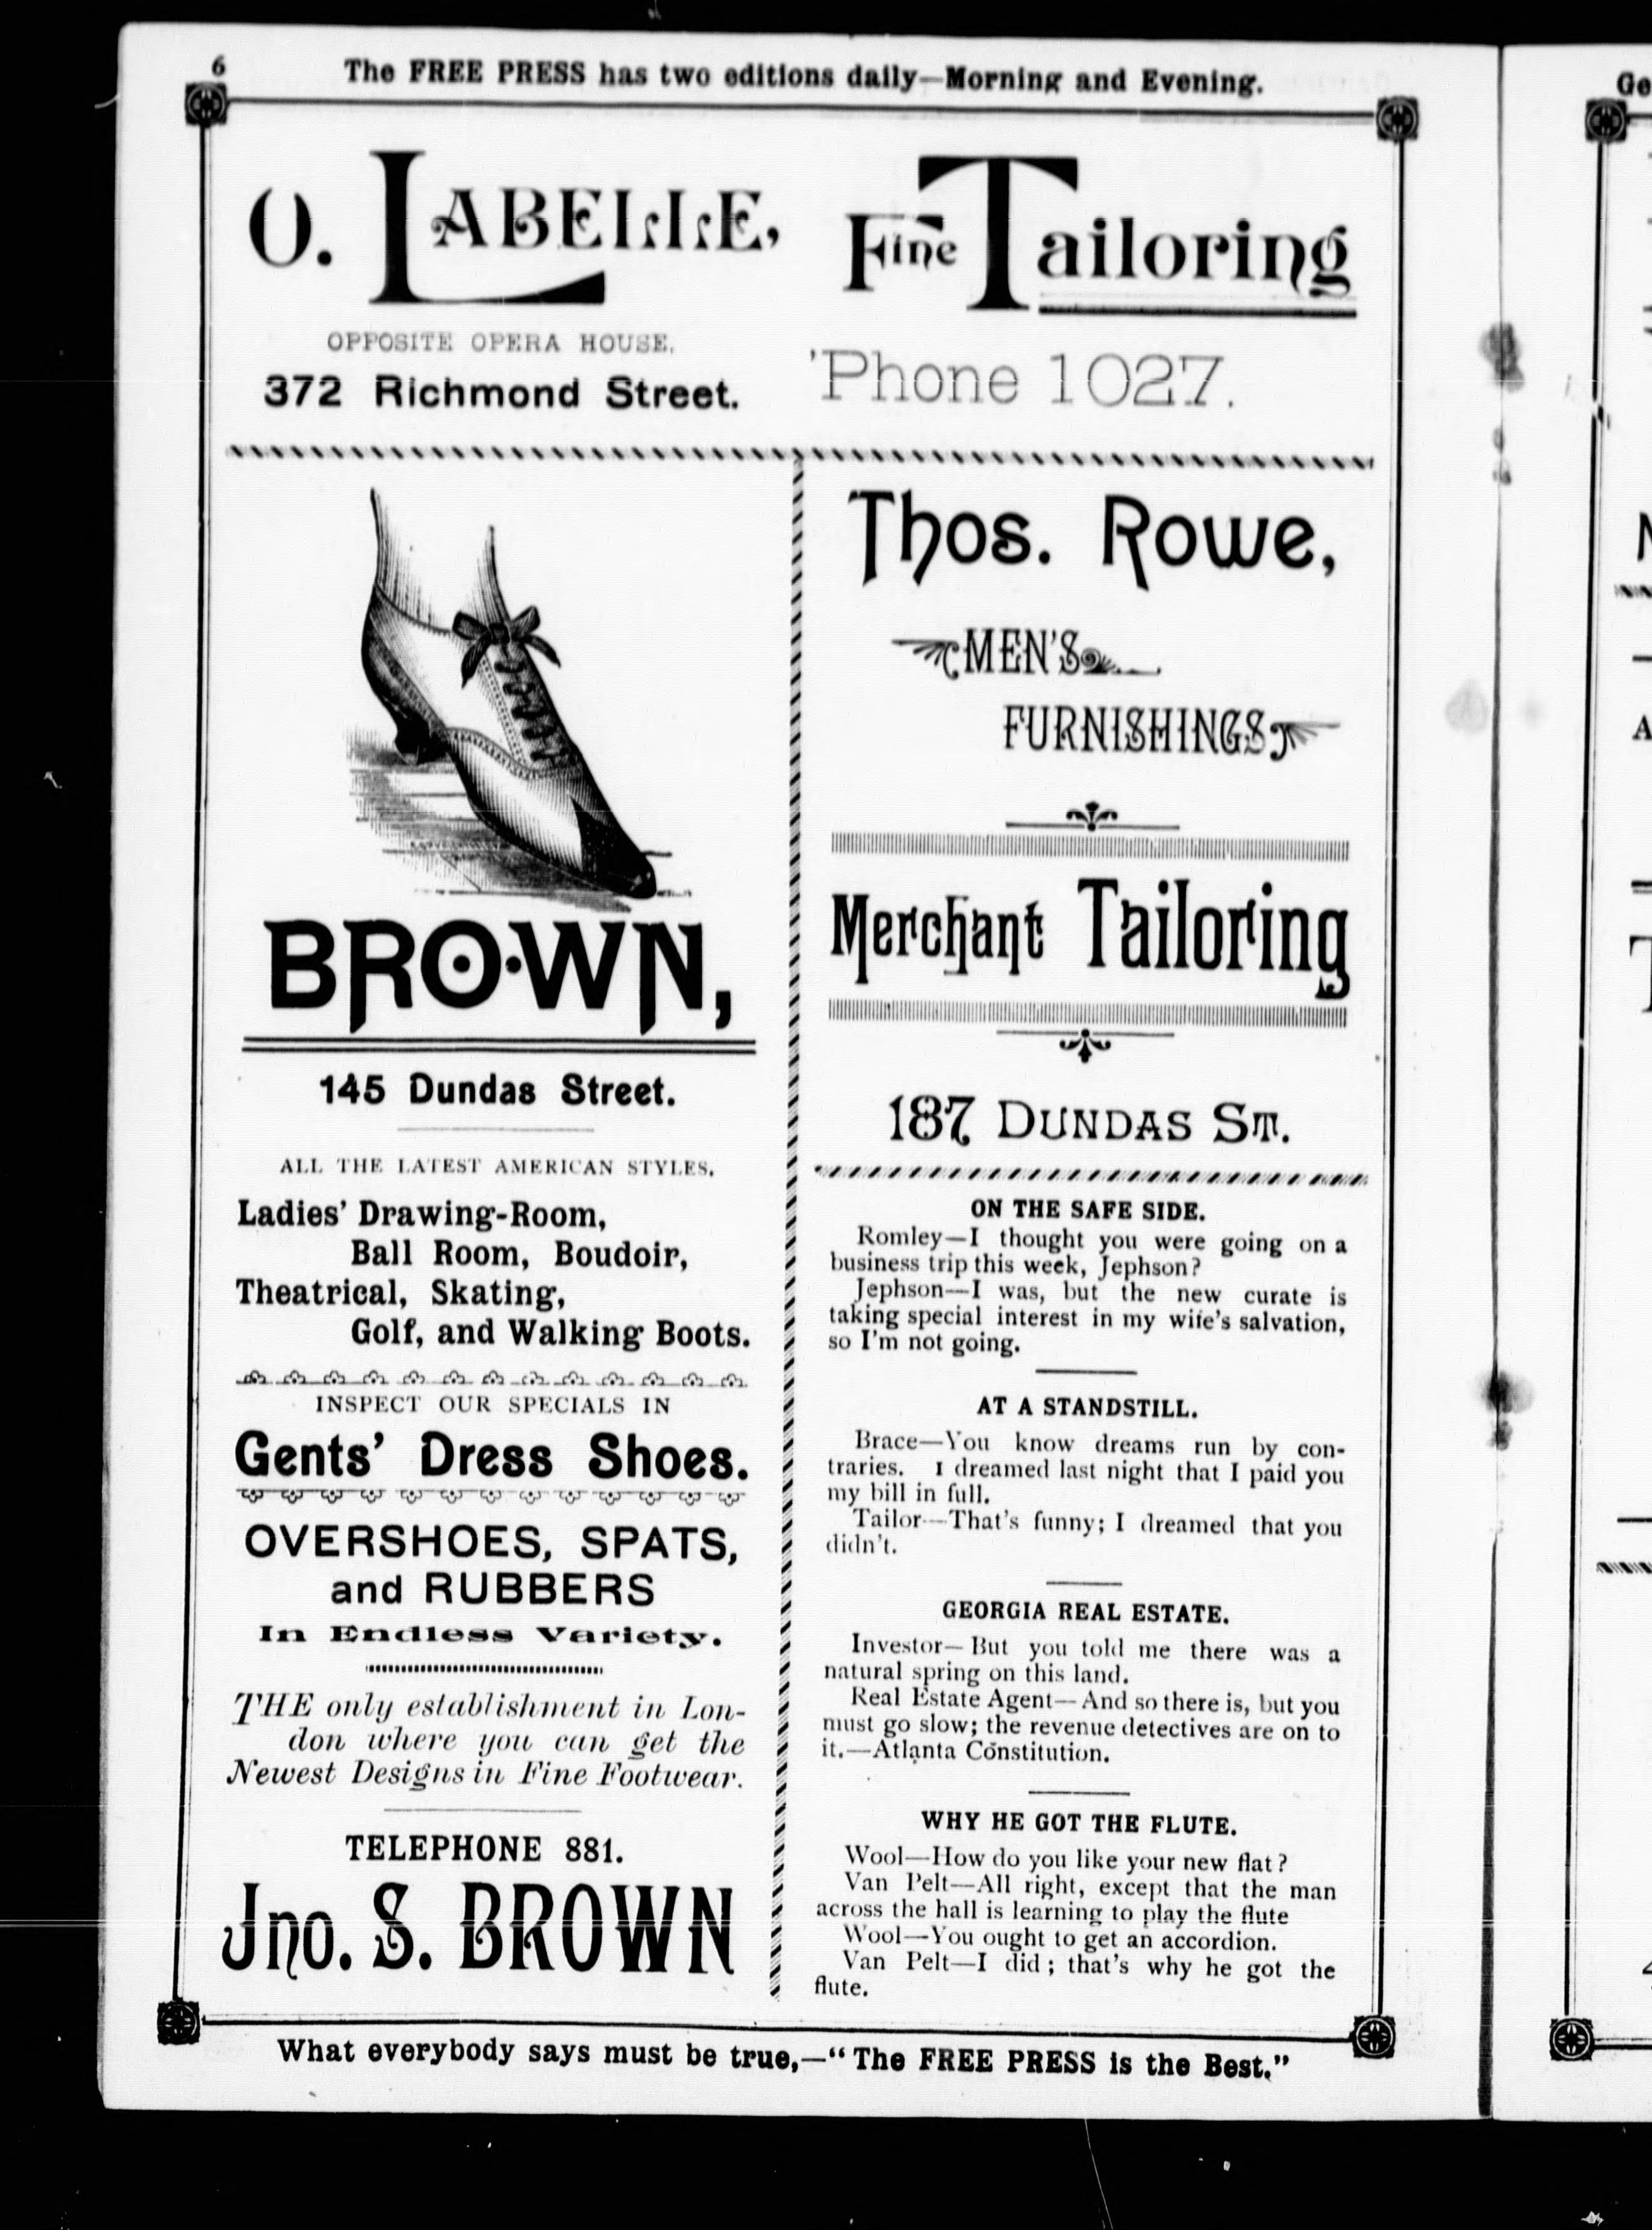 6
The FREE PRESS has two editions daily—Morning and Evening.
O. LABELLE,
OPPOSITE OPERA HOUSE.
372 Richmond Street.
Fine Tailoring
'Phone 1027.
BROWN,
145 Dundas Street.
ALL THE LATEST AMERICAN STYLES.
Ladies' Drawing-Room,
Ball Room, Boudoir,
Theatrical, Skating,
Golf, and Walking Boots.
INSPECT OUR SPECIALS IN
Gents' Dress Shoes.
OVERSHOES, SPATS,
and RUBBERS
In Endless Variety.
THE only establishment in Lon-
don where you can get the
Newest Designs in Fine Footwear.
TELEPHONE 881.
Jno. S. BROWN
Thos. Rowe,
MEN'S
FURNISHINGS
Merchant Tailoring
187 DUNDAS ST.
ON THE SAFE SIDE.
Romley—I thought you were going on a
business trip this week, Jephson?
Jephson—I was, but the new curate is
taking special interest in my wife's salvation,
so I'm not going.
AT A STANDSTILL.
Brace—You know dreams run by con-
traries. I dreamed last night that I paid you
my bill in full.
Tailor—That's funny; I dreamed that you
didn't.
GEORGIA REAL ESTATE.
Investor—But you told me there was a
natural spring on this land.
Real Estate Agent—And so there is, but you
must go slow; the revenue detectives are on to
it.—Atlanta Constitution.
WHY HE GOT THE FLUTE.
Wool—How do you like your new flat?
Van Pelt—All right, except that the man
across the hall is learning to play the flute
Wool—You ought to get an accordion.
Van Pelt—I did; that's why he got the
flute.
What everybody says must be true,—"The FREE PRESS is the Best."